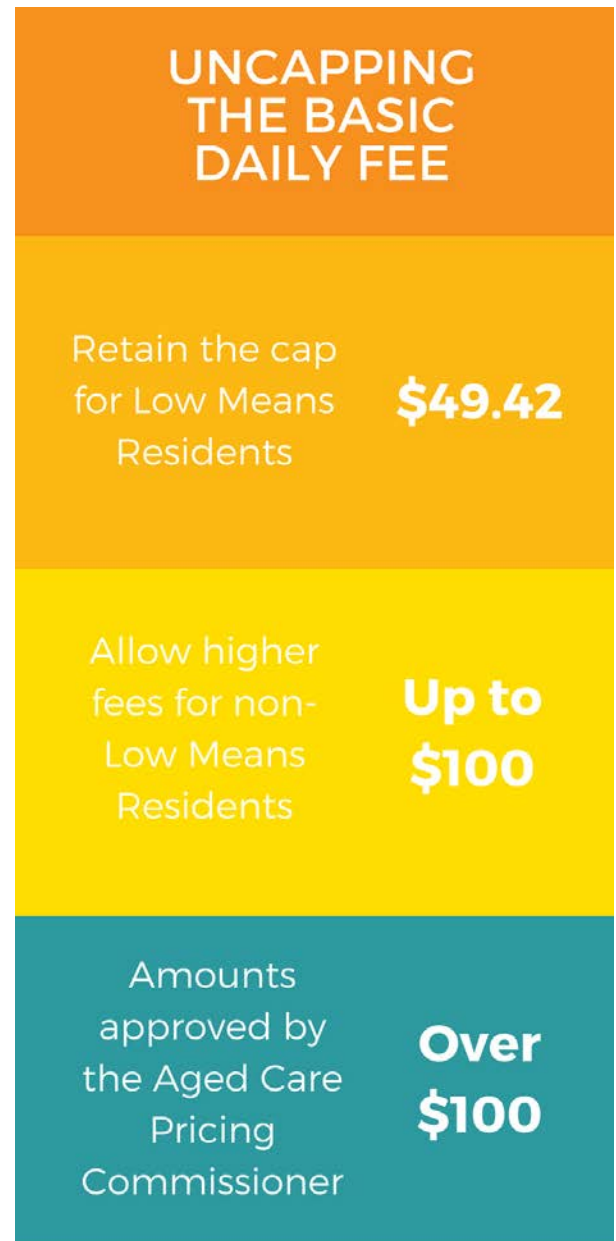 UNCAPPING
THE BASIC
DAILY FEE
Retain the cap
for Low Means
Residents
$49.42
Allow higher
fees for non-
Low Means
Residents
Up to
$100
Amounts
approved by
the Aged Care
Pricing
Commissioner
Over
$100